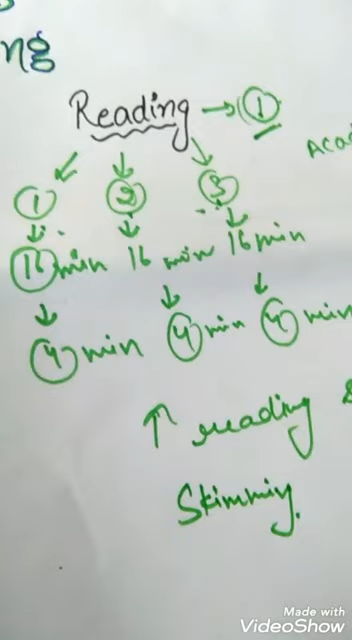 ng
Reading → ①
Acad
① ② ③
16 min 16 min 16 min
④ min ④ min ④ min
↑ reading &
Skimming.
Made with
VideoShow